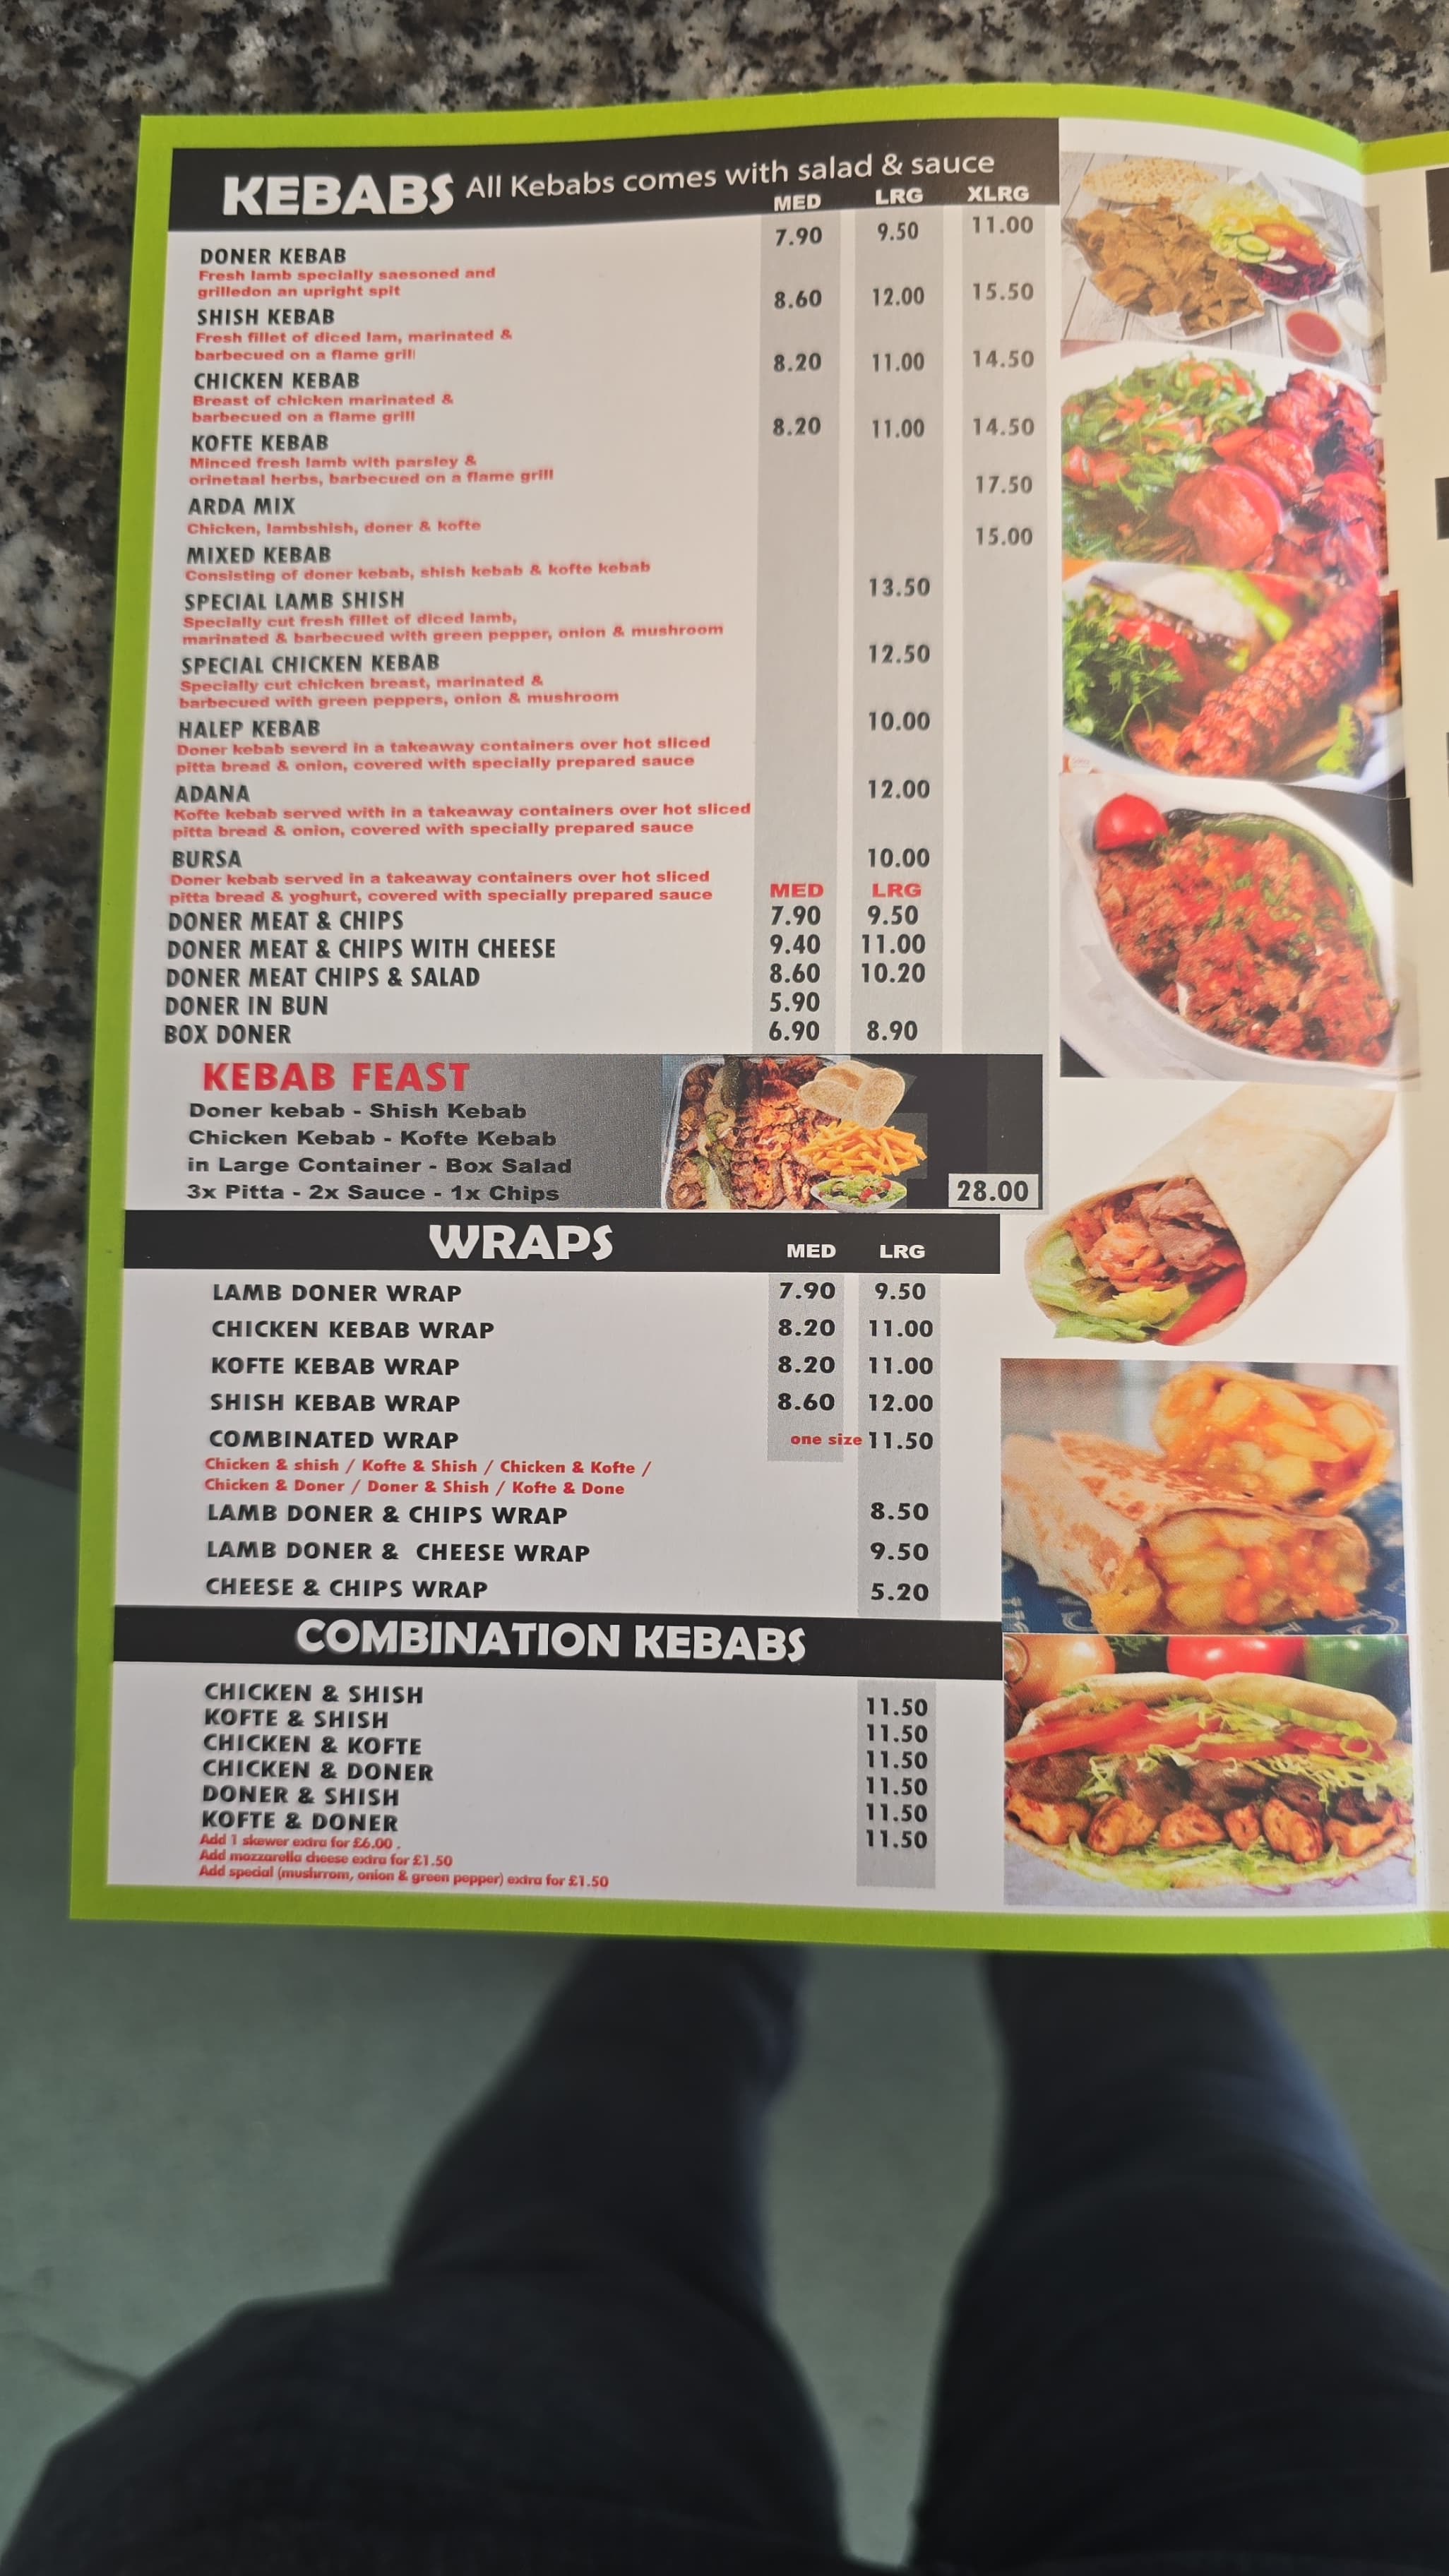 KEBABS All Kebabs comes with salad & sauce
MED LRG XLRG
DONER KEBAB 7.90 9.50 11.00
Fresh lamb specially saesoned and
grilledon an upright spit
SHISH KEBAB 8.60 12.00 15.50
Fresh fillet of diced lam, marinated &
barbecued on a flame grill
CHICKEN KEBAB 8.20 11.00 14.50
Breast of chicken marinated &
barbecued on a flame grill
KOFTE KEBAB 8.20 11.00 14.50
Minced fresh lamb with parsley &
orinetaal herbs, barbecued on a flame grill
ARDA MIX 17.50
Chicken, lambshish, doner & kofte
MIXED KEBAB 15.00
Consisting of doner kebab, shish kebab & kofte kebab
SPECIAL LAMB SHISH 13.50
Specially cut fresh fillet of diced lamb,
marinated & barbecued with green pepper, onion & mushroom
SPECIAL CHICKEN KEBAB 12.50
Specially cut chicken breast, marinated &
barbecued with green peppers, onion & mushroom
HALEP KEBAB 10.00
Doner kebab severd in a takeaway containers over hot sliced
pitta bread & onion, covered with specially prepared sauce
ADANA 12.00
Kofte kebab served with in a takeaway containers over hot sliced
pitta bread & onion, covered with specially prepared sauce
BURSA 10.00
Doner kebab served in a takeaway containers over hot sliced
pitta bread & yoghurt, covered with specially prepared sauce
MED LRG
DONER MEAT & CHIPS 7.90 9.50
DONER MEAT & CHIPS WITH CHEESE 9.40 11.00
DONER MEAT CHIPS & SALAD 8.60 10.20
DONER IN BUN 5.90
BOX DONER 6.90 8.90
KEBAB FEAST
Doner kebab - Shish Kebab
Chicken Kebab - Kofte Kebab
in Large Container - Box Salad
3x Pitta - 2x Sauce - 1x Chips 28.00
WRAPS MED LRG
LAMB DONER WRAP 7.90 9.50
CHICKEN KEBAB WRAP 8.20 11.00
KOFTE KEBAB WRAP 8.20 11.00
SHISH KEBAB WRAP 8.60 12.00
COMBINATED WRAP one size 11.50
Chicken & shish / Kofte & Shish / Chicken & Kofte /
Chicken & Doner / Doner & Shish / Kofte & Done
LAMB DONER & CHIPS WRAP 8.50
LAMB DONER & CHEESE WRAP 9.50
CHEESE & CHIPS WRAP 5.20
COMBINATION KEBABS
CHICKEN & SHISH 11.50
KOFTE & SHISH 11.50
CHICKEN & KOFTE 11.50
CHICKEN & DONER 11.50
DONER & SHISH 11.50
KOFTE & DONER 11.50
Add 1 skewer extra for £6.00 .
Add mozzarella cheese extra for £1.50
Add special (mushrrom, onion & green pepper) extra for £1.50